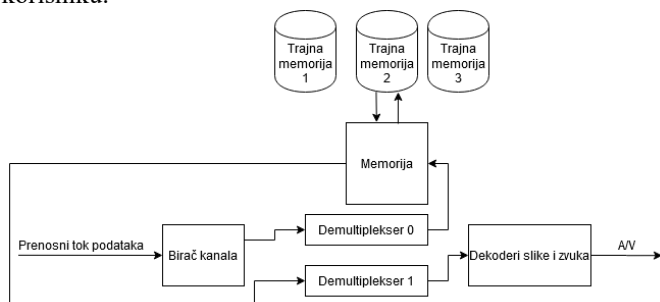 korisniku.
Trajna
memorija
1
Trajna
memorija
2
Trajna
memorija
3
Memorija
Prenosni tok podataka
Birač kanala
Demultiplekser 0
Demultiplekser 1
Dekoderi slike i zvuka
A/V